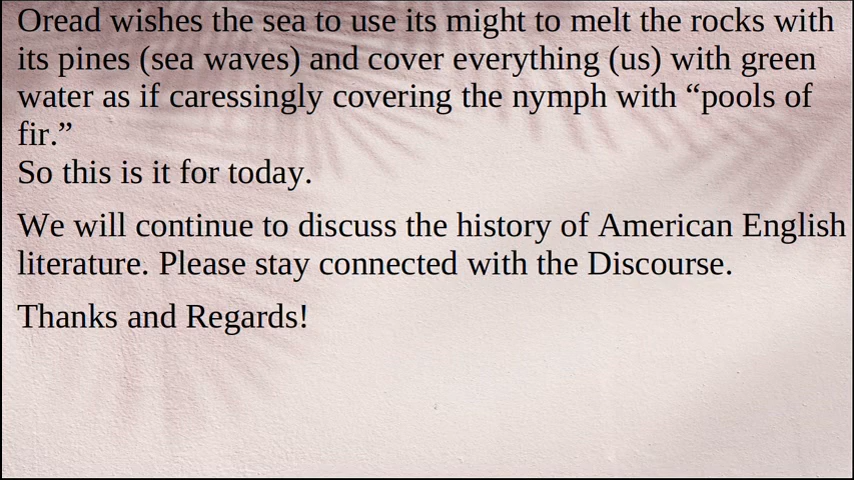 Oread wishes the sea to use its might to melt the rocks with
its pines (sea waves) and cover everything (us) with green
water as if caressingly covering the nymph with “pools of
fir.”
So this is it for today.
We will continue to discuss the history of American English
literature. Please stay connected with the Discourse.
Thanks and Regards!